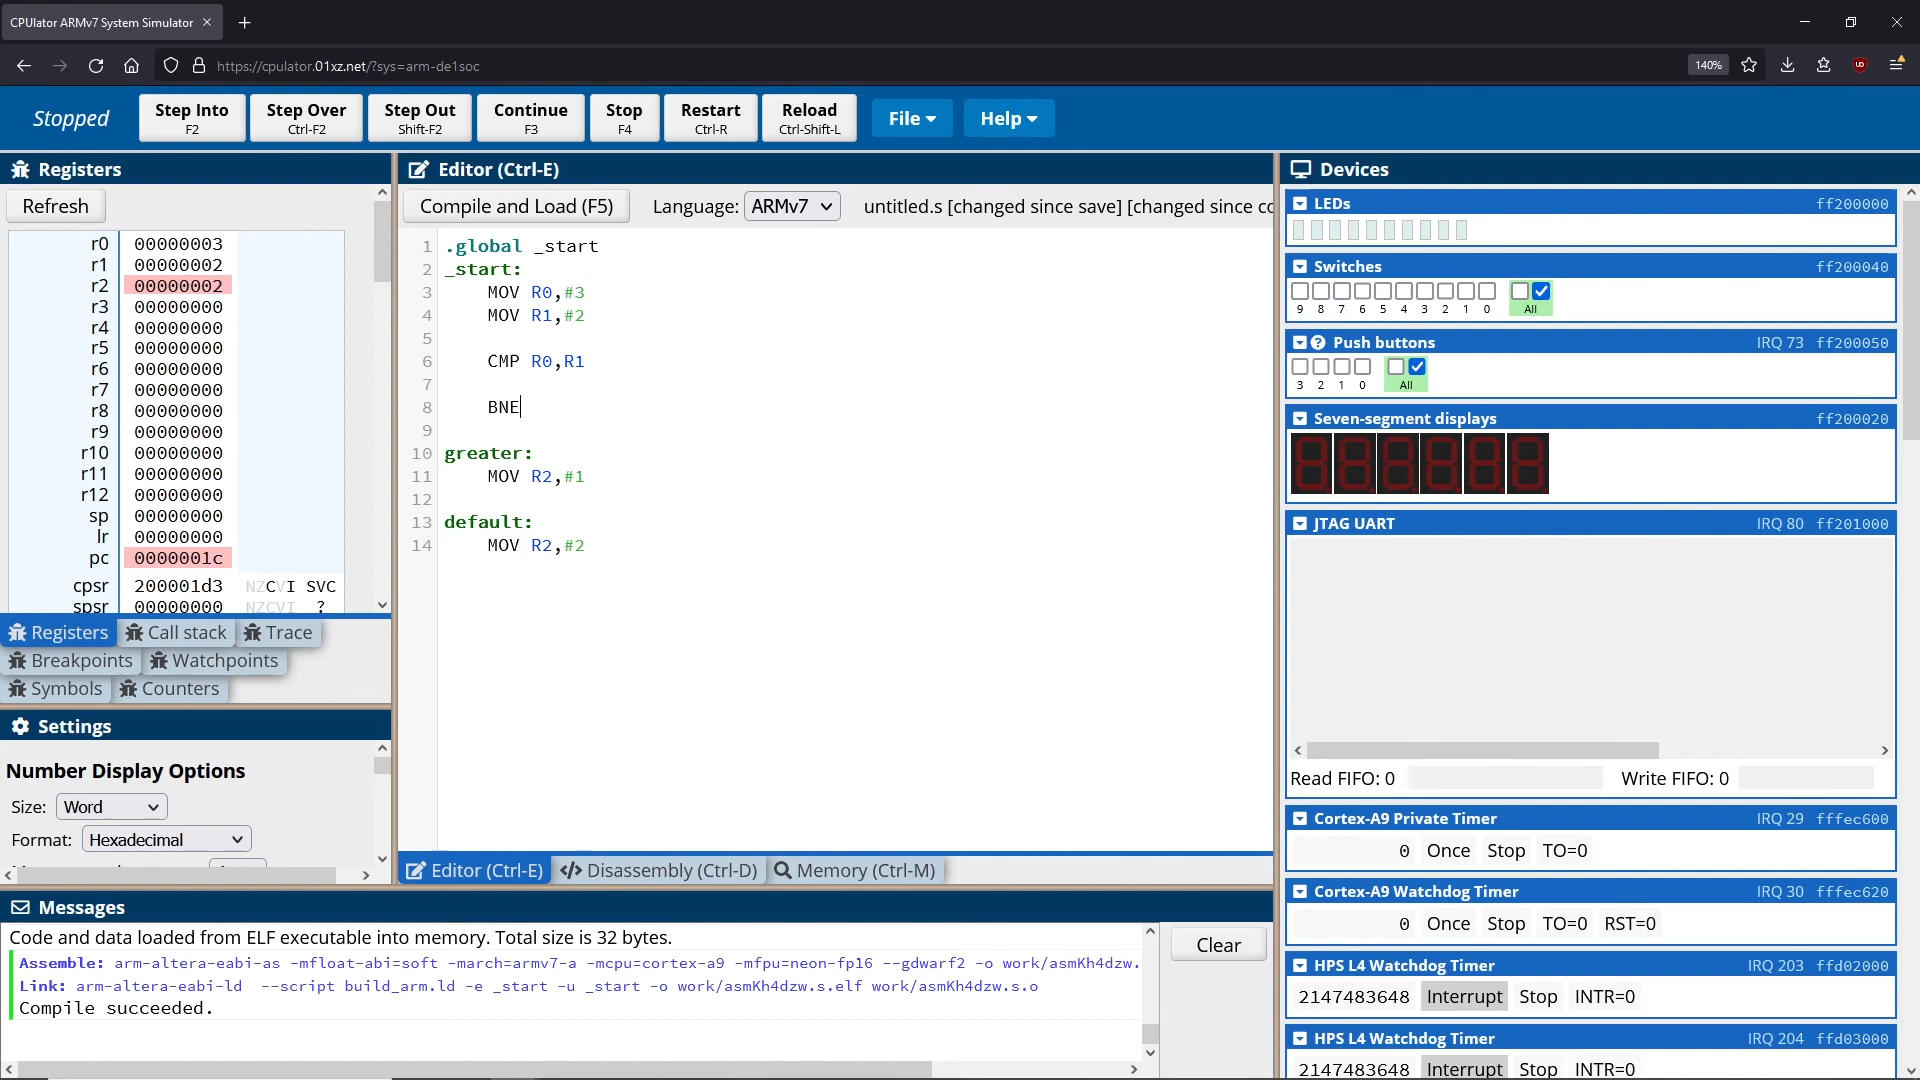 CPUlator ARMv7 System Simulator
https://cpulator.01xz.net/?sys=arm-de1soc
140%
Stopped
Step Into
F2
Step Over
Ctrl-F2
Step Out
Shift-F2
Continue
F3
Stop
F4
Restart
Ctrl-R
Reload
Ctrl-Shift-L
File
Help
Registers
Refresh
r0 00000003
r1 00000002
r2 00000002
r3 00000000
r4 00000000
r5 00000000
r6 00000000
r7 00000000
r8 00000000
r9 00000000
r10 00000000
r11 00000000
r12 00000000
sp 00000000
lr 00000000
pc 0000001c
cpsr 200001d3 NZCVI SVC
spsr 00000000 NZCVI ?
Registers Call stack Trace
Breakpoints Watchpoints
Symbols Counters
Settings
Number Display Options
Size: Word
Format: Hexadecimal
Editor (Ctrl-E)
Compile and Load (F5) Language: ARMv7 untitled.s [changed since save] [changed since co
1 .global _start
2 _start:
3 MOV R0,#3
4 MOV R1,#2
5
6 CMP R0,R1
7
8 BNE
9
10 greater:
11 MOV R2,#1
12
13 default:
14 MOV R2,#2
Editor (Ctrl-E) Disassembly (Ctrl-D) Memory (Ctrl-M)
Messages
Code and data loaded from ELF executable into memory. Total size is 32 bytes.
Assemble: arm-altera-eabi-as -mfloat-abi=soft -march=armv7-a -mcpu=cortex-a9 -mfpu=neon-fp16 --gdwarf2 -o work/asmKh4dzw.
Link: arm-altera-eabi-ld --script build_arm.ld -e _start -u _start -o work/asmKh4dzw.s.elf work/asmKh4dzw.s.o
Compile succeeded.
Clear
Devices
LEDs ff200000
Switches ff200040
9 8 7 6 5 4 3 2 1 0 All
Push buttons IRQ 73 ff200050
3 2 1 0 All
Seven-segment displays ff200020
JTAG UART IRQ 80 ff201000
Read FIFO: 0 Write FIFO: 0
Cortex-A9 Private Timer IRQ 29 fffec600
0 Once Stop TO=0
Cortex-A9 Watchdog Timer IRQ 30 fffec620
0 Once Stop TO=0 RST=0
HPS L4 Watchdog Timer IRQ 203 ffd02000
2147483648 Interrupt Stop INTR=0
HPS L4 Watchdog Timer IRQ 204 ffd03000
2147483648 Interrupt Stop INTR=0